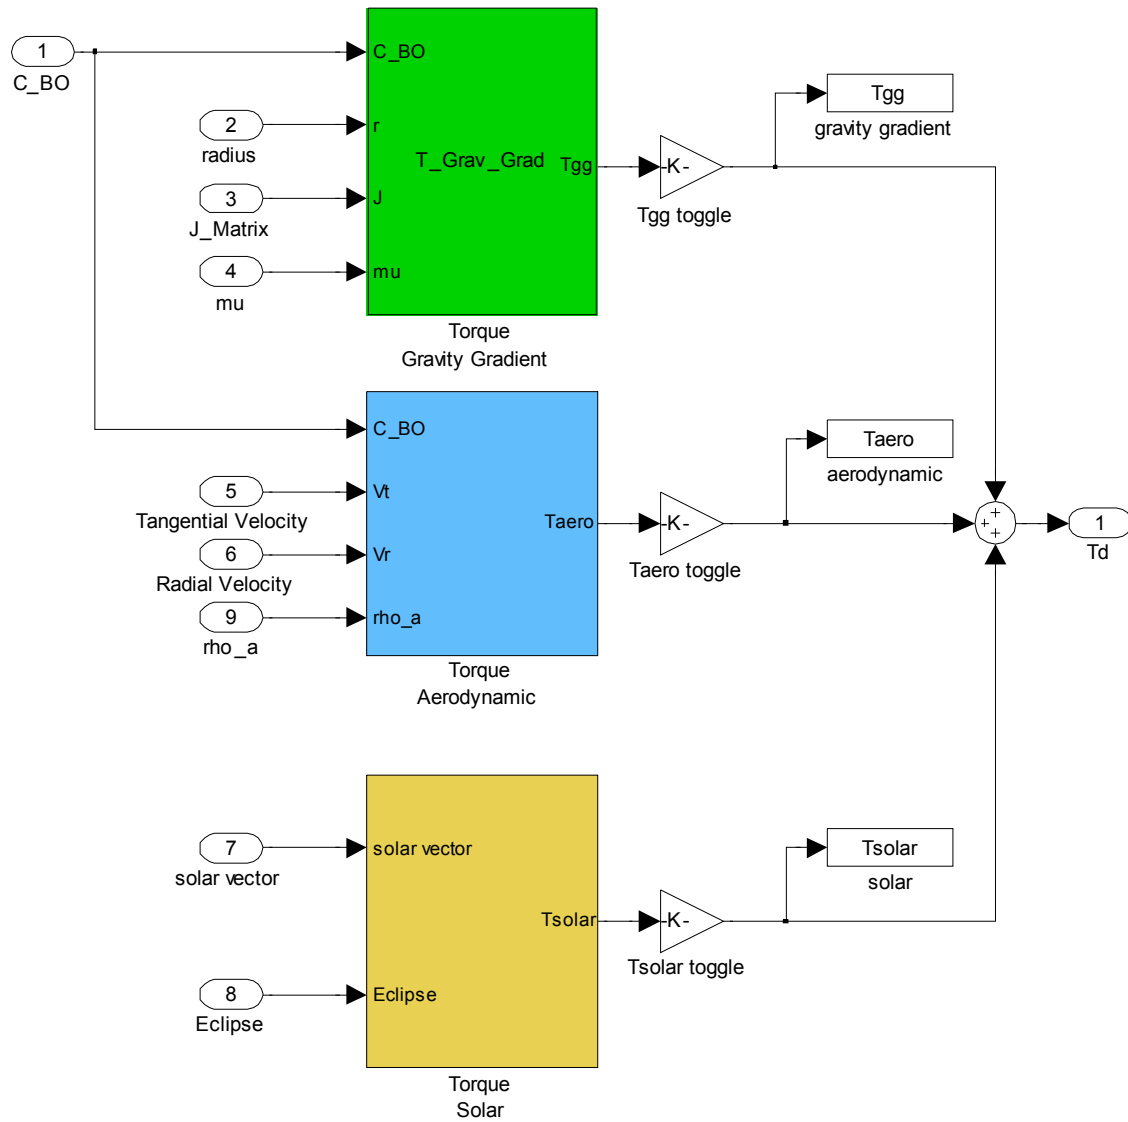 1
C_BO
2
radius
3
J_Matrix
4
mu
C_BO
r
J
mu
T_Grav_Grad
Tgg
Torque
Gravity Gradient
-K-
Tgg toggle
Tgg
gravity gradient
5
Tangential Velocity
6
Radial Velocity
9
rho_a
C_BO
Vt
Vr
rho_a
Taero
Torque
Aerodynamic
-K-
Taero toggle
Taero
aerodynamic
+
+
+
1
Td
7
solar vector
8
Eclipse
solar vector
Eclipse
Tsolar
Torque
Solar
-K-
Tsolar toggle
Tsolar
solar